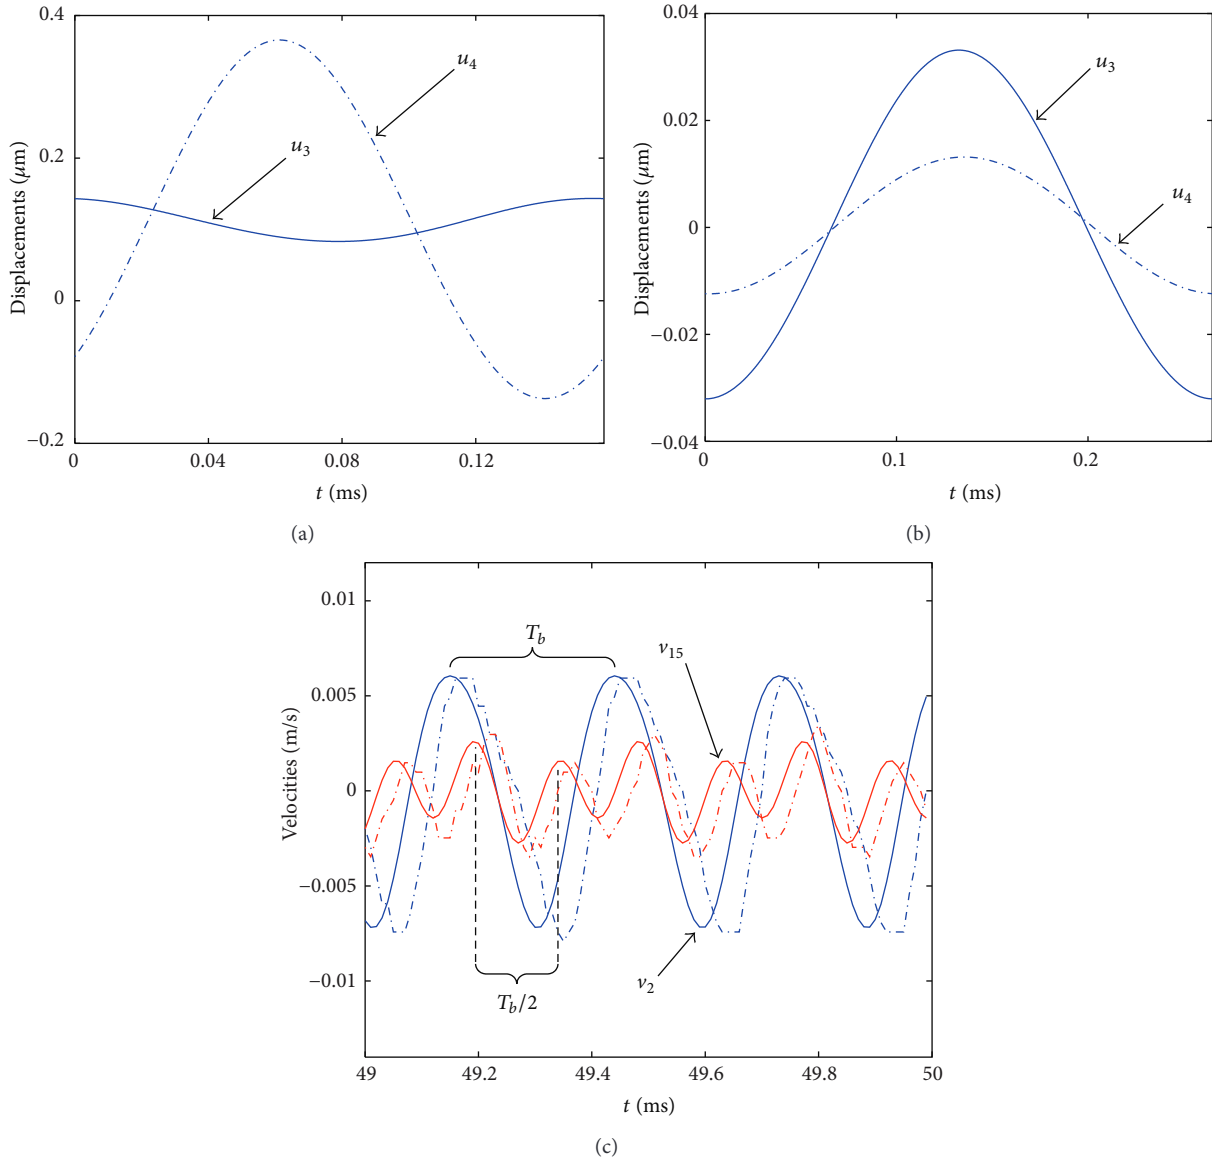 0.4
0.2
0
−0.2
Displacements (μm)
u₄
u₃
0
0.04
0.08
0.12
t (ms)
(a)
0.04
0.02
0
−0.02
−0.04
Displacements (μm)
u₃
u₄
0
0.1
0.2
t (ms)
(b)
0.01
0.005
0
−0.005
−0.01
Velocities (m/s)
T_b
v₁₅
T_b/2
v₂
49
49.2
49.4
49.6
49.8
50
t (ms)
(c)